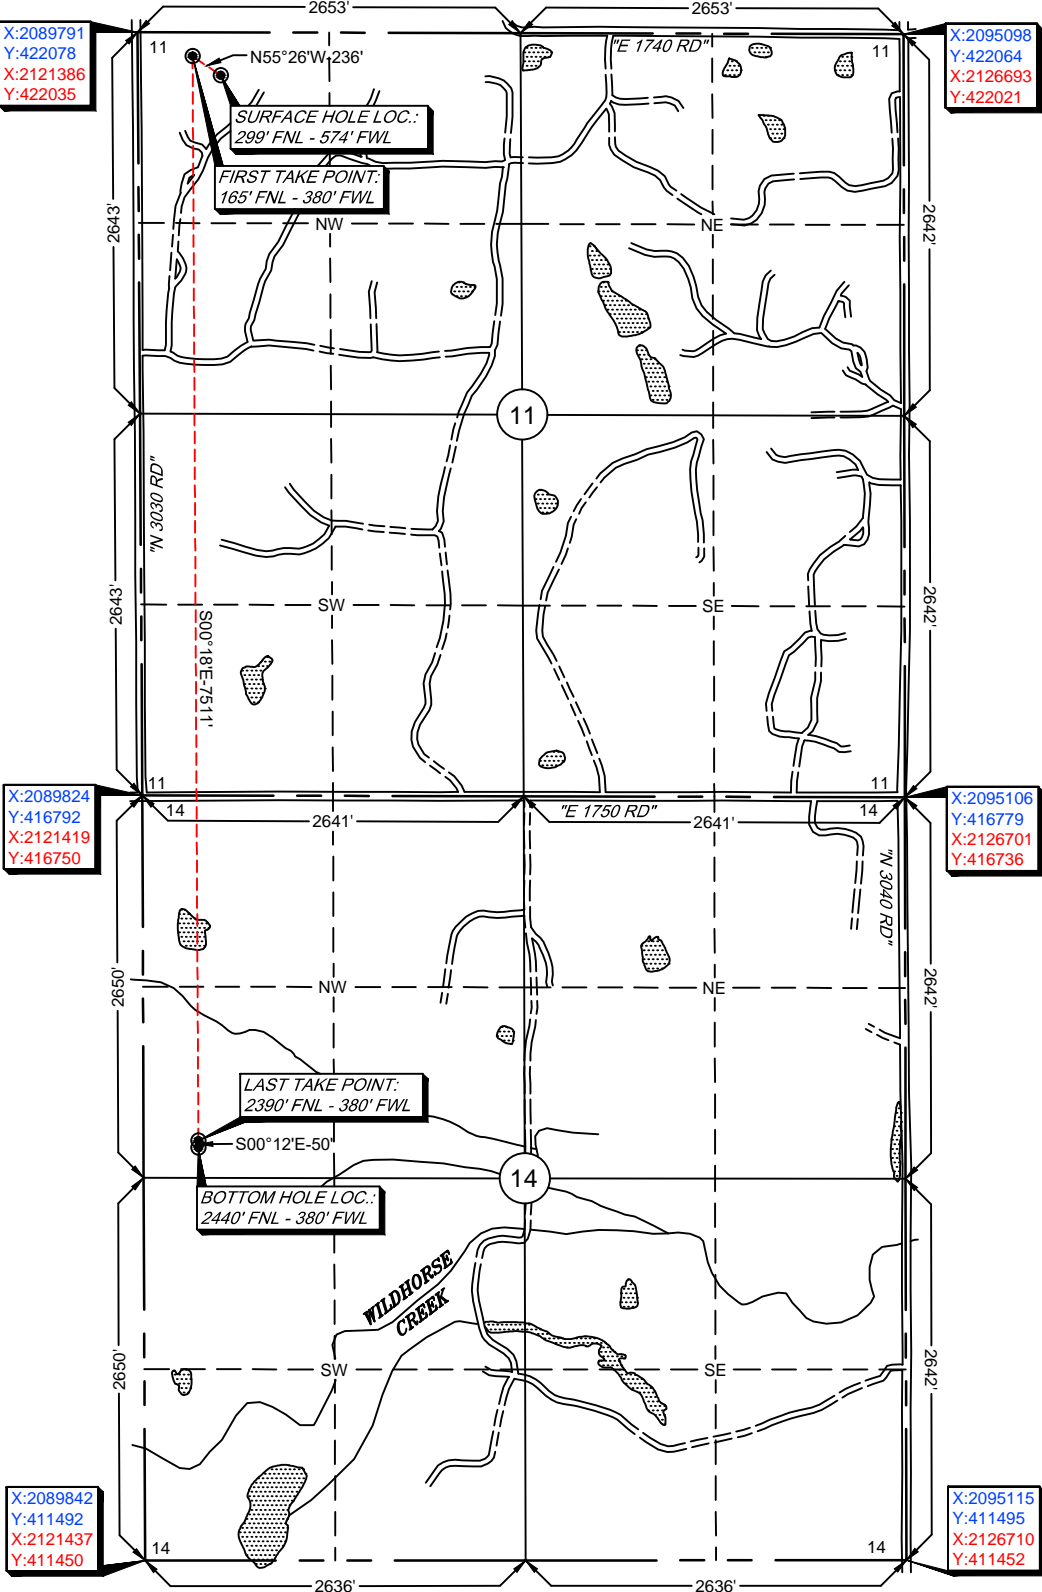 2653'
2653'
X:2089791
Y:422078
X:2121386
Y:422035
X:2095098
Y:422064
X:2126693
Y:422021
11
N55°26'W-236'
"E 1740 RD"
11
SURFACE HOLE LOC.:
299' FNL - 574' FWL
FIRST TAKE POINT:
165' FNL - 380' FWL
2643'
NW
NE
2642'
11
"N 3030 RD"
2643'
SW
SE
2642'
S00°18'E-7511'
11
11
X:2089824
Y:416792
X:2121419
Y:416750
X:2095106
Y:416779
X:2126701
Y:416736
14
2641'
"E 1750 RD"
2641'
14
"N 3040 RD"
2650'
NW
NE
2642'
LAST TAKE POINT:
2390' FNL - 380' FWL
S00°12'E-50'
14
BOTTOM HOLE LOC.:
2440' FNL - 380' FWL
WILDHORSE
CREEK
2650'
SW
SE
2642'
X:2089842
Y:411492
X:2121437
Y:411450
X:2095115
Y:411495
X:2126710
Y:411452
14
14
2636'
2636'